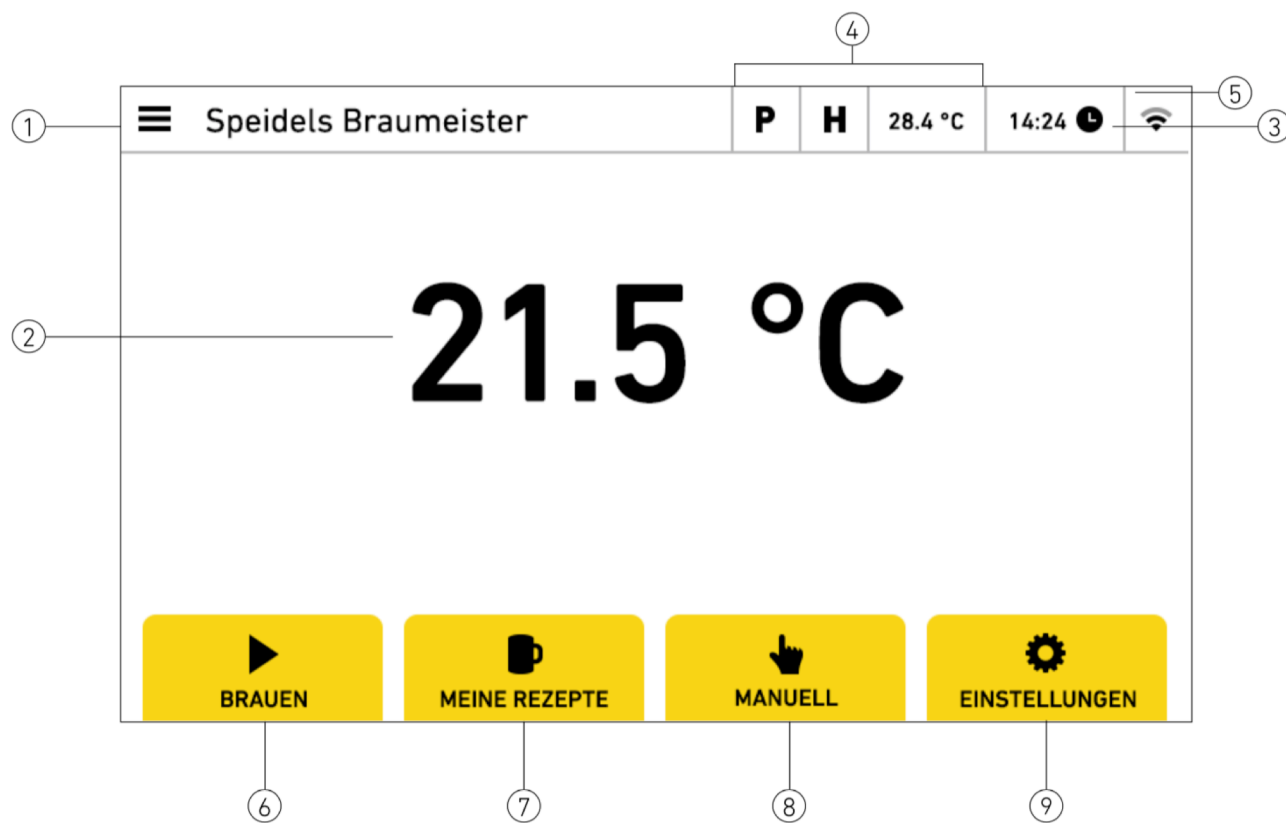 4
5
1 Speidels Braumeister P H 28.4 °C 14:24 3
2 21.5 °C
BRAUEN MEINE REZEPTE MANUELL EINSTELLUNGEN
6 7 8 9